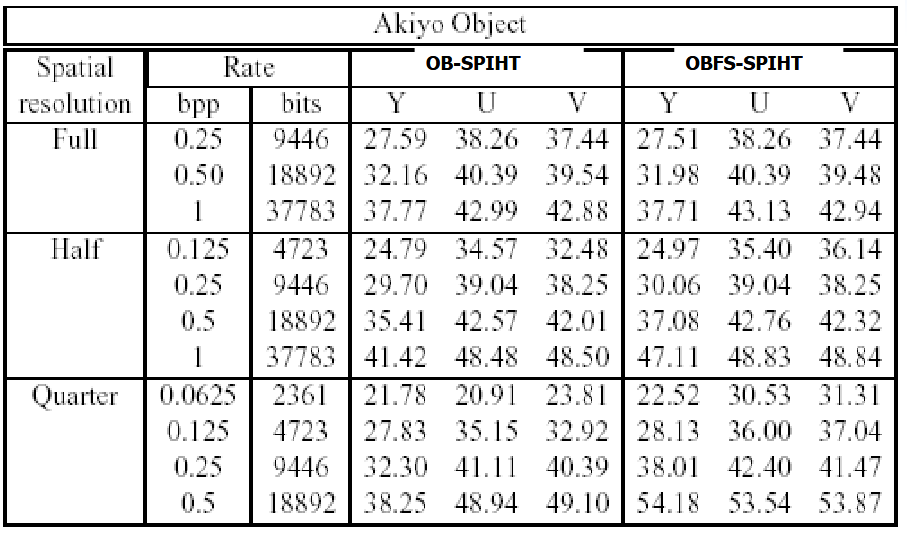 Akiyo Object
Spatial resolution Rate OB-SPIHT OBFS-SPIHT
bpp bits Y U V Y U V
Full 0.25 9446 27.59 38.26 37.44 27.51 38.26 37.44
0.50 18892 32.16 40.39 39.54 31.98 40.39 39.48
1 37783 37.77 42.99 42.88 37.71 43.13 42.94
Half 0.125 4723 24.79 34.57 32.48 24.97 35.40 36.14
0.25 9446 29.70 39.04 38.25 30.06 39.04 38.25
0.5 18892 35.41 42.57 42.01 37.08 42.76 42.32
1 37783 41.42 48.48 48.50 47.11 48.83 48.84
Quarter 0.0625 2361 21.78 20.91 23.81 22.52 30.53 31.31
0.125 4723 27.83 35.15 32.92 28.13 36.00 37.04
0.25 9446 32.30 41.11 40.39 38.01 42.40 41.47
0.5 18892 38.25 48.94 49.10 54.18 53.54 53.87